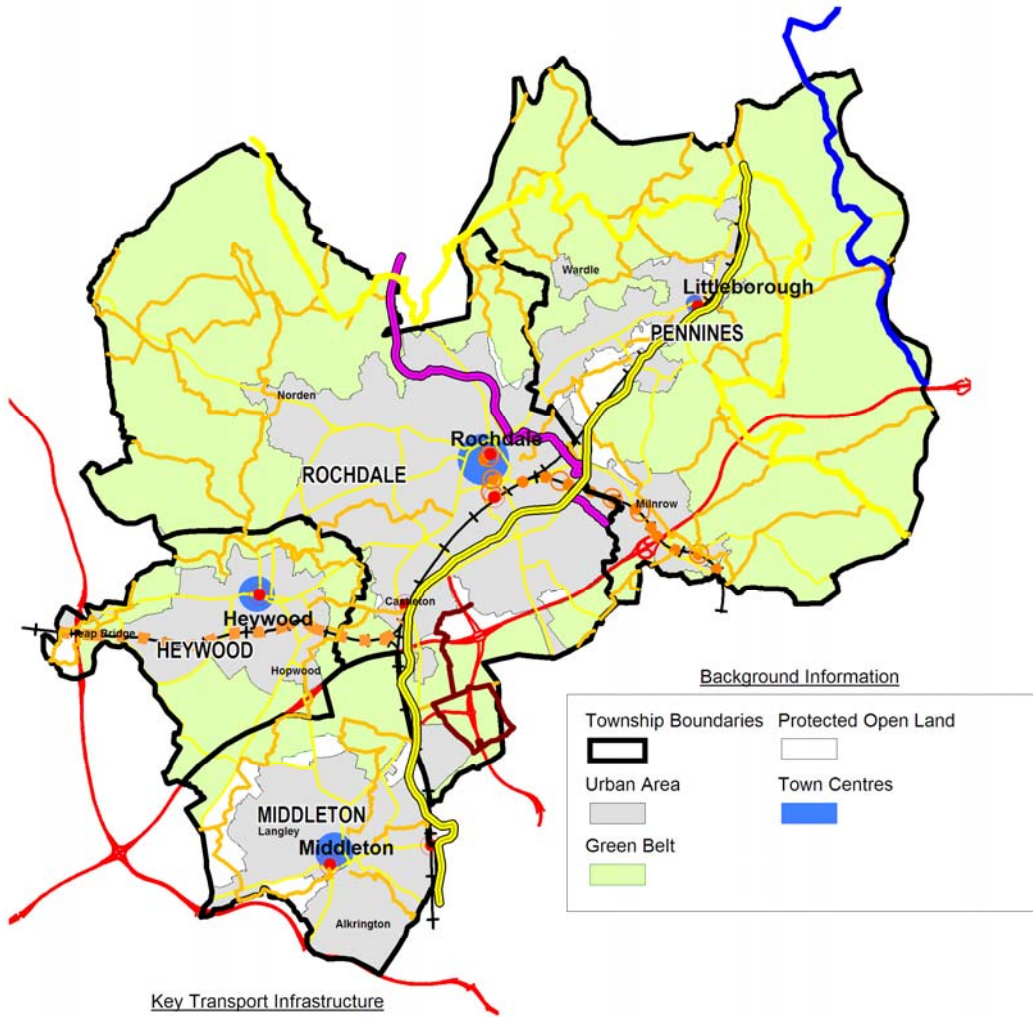 Wardle
Littleborough
PENNINES
Norden
Rochdale
ROCHDALE
Milnrow
Castleton
Heywood
Heap Bridge
HEYWOOD
Hopwood
MIDDLETON
Langley
Middleton
Alkrington
Background Information
Township Boundaries Protected Open Land
Urban Area Town Centres
Green Belt
Key Transport Infrastructure